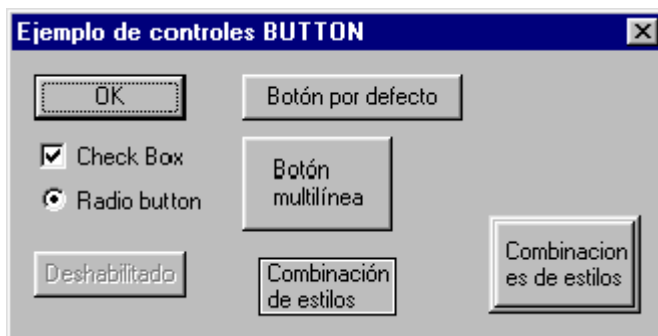 Ejemplo de controles BUTTON
OK
Botón por defecto
Check Box
Radio button
Botón
multilínea
Deshabilitado
Combinación
de estilos
Combinacion
es de estilos